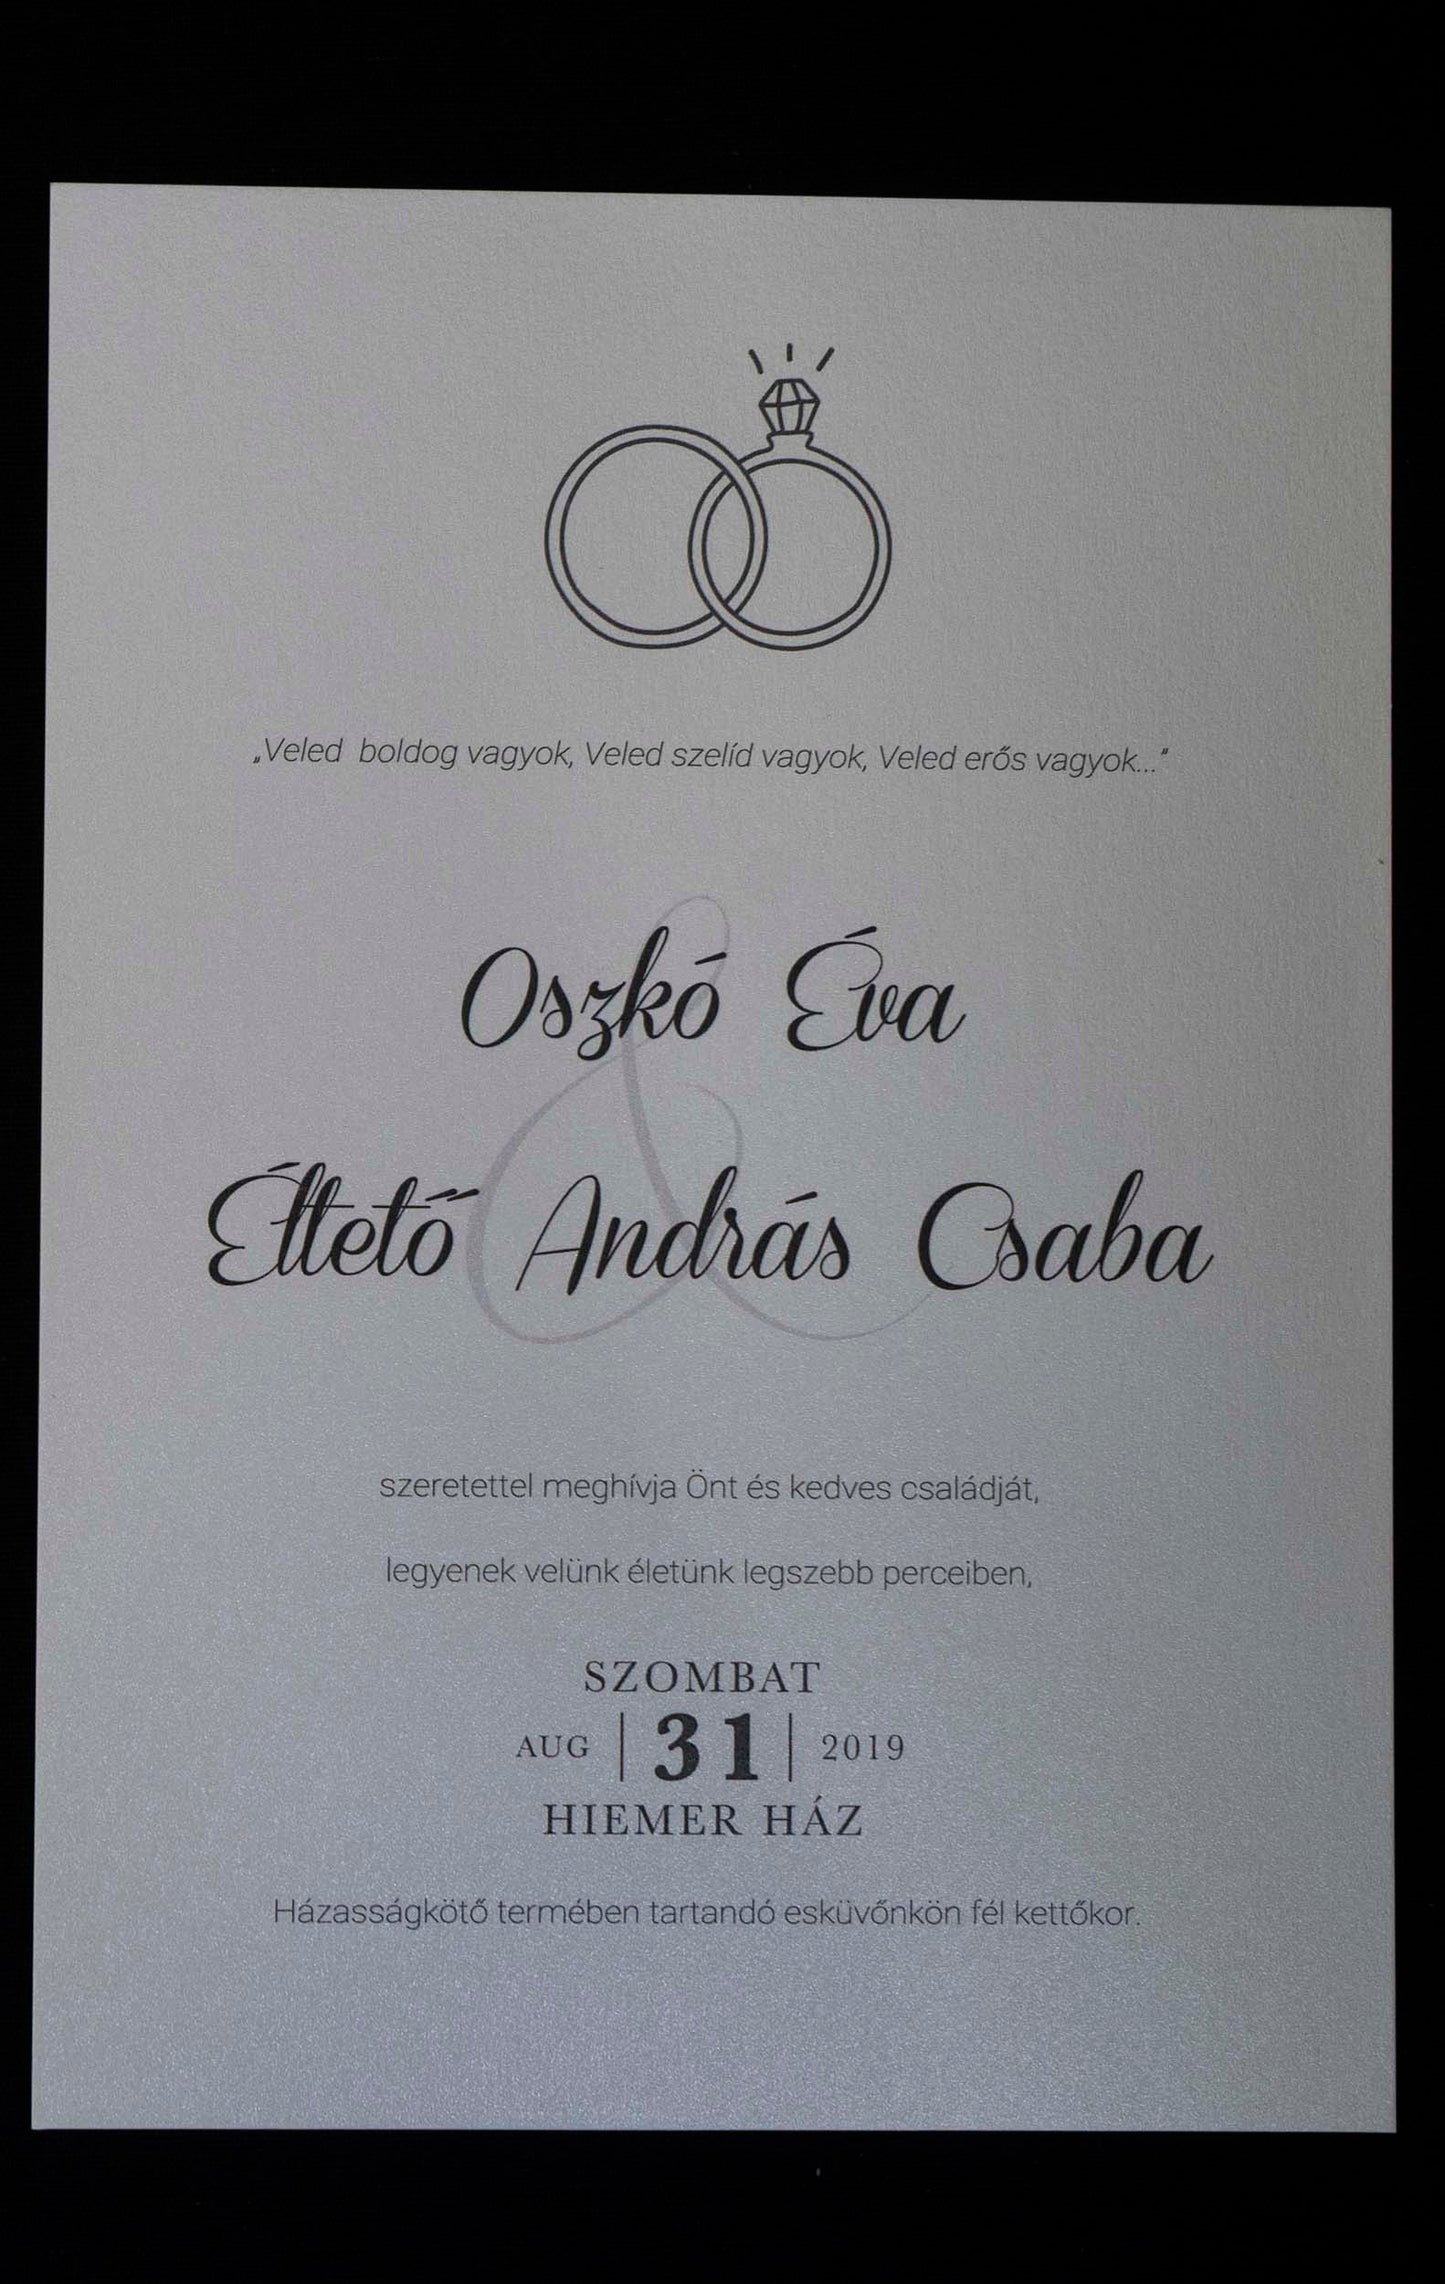 „Veled boldog vagyok, Veled szelíd vagyok, Veled erős vagyok..."
Oszkó Éva
&
Éltető András Csaba
szeretettel meghívja Önt és kedves családját,
legyenek velünk életünk legszebb perceiben,
SZOMBAT
AUG | 31 | 2019
HIEMER HÁZ
Házasságkötő termében tartandó esküvőnkön fél kettőkor.